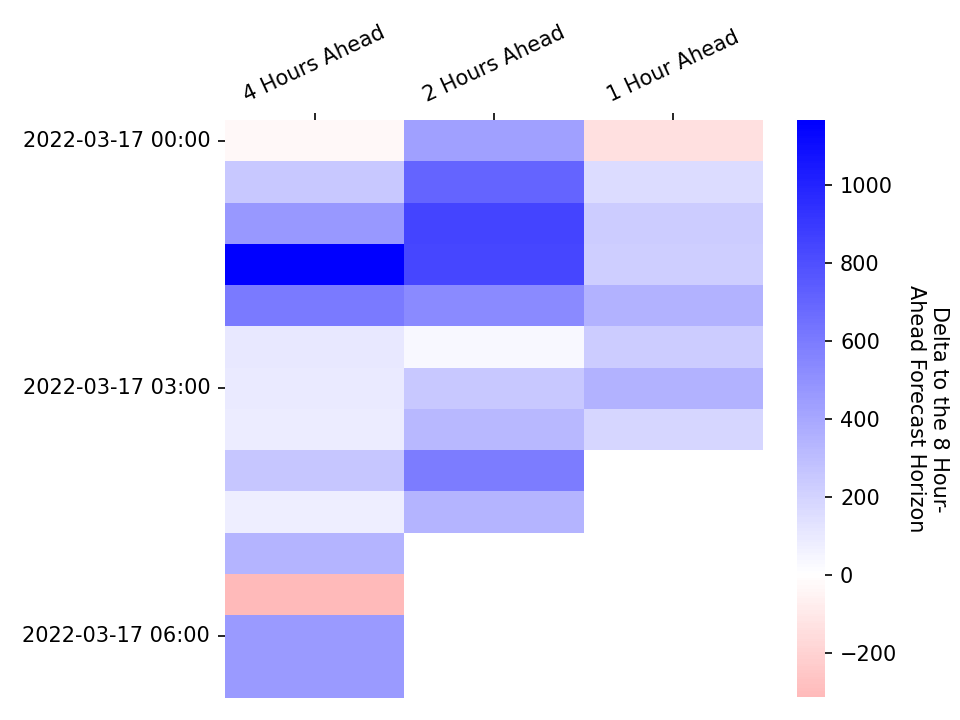 4 Hours Ahead
2 Hours Ahead
1 Hour Ahead
2022-03-17 00:00
2022-03-17 03:00
2022-03-17 06:00
1000
800
600
400
200
0
−200
Delta to the 8 Hour-
Ahead Forecast Horizon